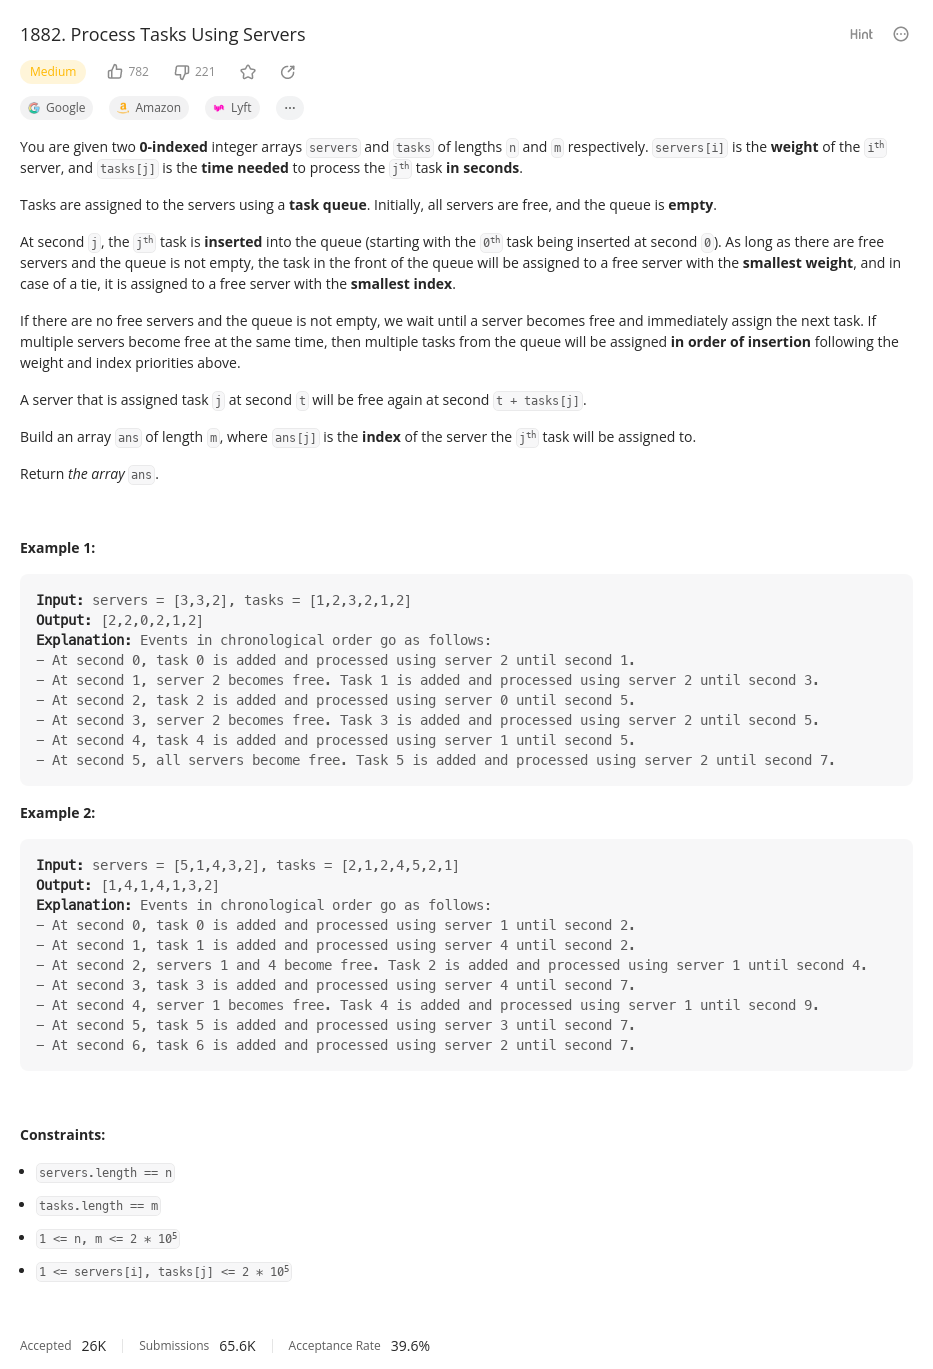 1882. Process Tasks Using Servers
Hint
Medium 782 221
Google Amazon Lyft ...
You are given two 0-indexed integer arrays servers and tasks of lengths n and m respectively. servers[i] is the weight of the ith
server, and tasks[j] is the time needed to process the jth task in seconds.
Tasks are assigned to the servers using a task queue. Initially, all servers are free, and the queue is empty.
At second j, the jth task is inserted into the queue (starting with the 0th task being inserted at second 0). As long as there are free
servers and the queue is not empty, the task in the front of the queue will be assigned to a free server with the smallest weight, and in
case of a tie, it is assigned to a free server with the smallest index.
If there are no free servers and the queue is not empty, we wait until a server becomes free and immediately assign the next task. If
multiple servers become free at the same time, then multiple tasks from the queue will be assigned in order of insertion following the
weight and index priorities above.
A server that is assigned task j at second t will be free again at second t + tasks[j].
Build an array ans of length m, where ans[j] is the index of the server the jth task will be assigned to.
Return the array ans.
Example 1:
Input: servers = [3,3,2], tasks = [1,2,3,2,1,2]
Output: [2,2,0,2,1,2]
Explanation: Events in chronological order go as follows:
- At second 0, task 0 is added and processed using server 2 until second 1.
- At second 1, server 2 becomes free. Task 1 is added and processed using server 2 until second 3.
- At second 2, task 2 is added and processed using server 0 until second 5.
- At second 3, server 2 becomes free. Task 3 is added and processed using server 2 until second 5.
- At second 4, task 4 is added and processed using server 1 until second 5.
- At second 5, all servers become free. Task 5 is added and processed using server 2 until second 7.
Example 2:
Input: servers = [5,1,4,3,2], tasks = [2,1,2,4,5,2,1]
Output: [1,4,1,4,1,3,2]
Explanation: Events in chronological order go as follows:
- At second 0, task 0 is added and processed using server 1 until second 2.
- At second 1, task 1 is added and processed using server 4 until second 2.
- At second 2, servers 1 and 4 become free. Task 2 is added and processed using server 1 until second 4.
- At second 3, task 3 is added and processed using server 4 until second 7.
- At second 4, server 1 becomes free. Task 4 is added and processed using server 1 until second 9.
- At second 5, task 5 is added and processed using server 3 until second 7.
- At second 6, task 6 is added and processed using server 2 until second 7.
Constraints:
servers.length == n
tasks.length == m
1 <= n, m <= 2 * 10^5
1 <= servers[i], tasks[j] <= 2 * 10^5
Accepted 26K Submissions 65.6K Acceptance Rate 39.6%